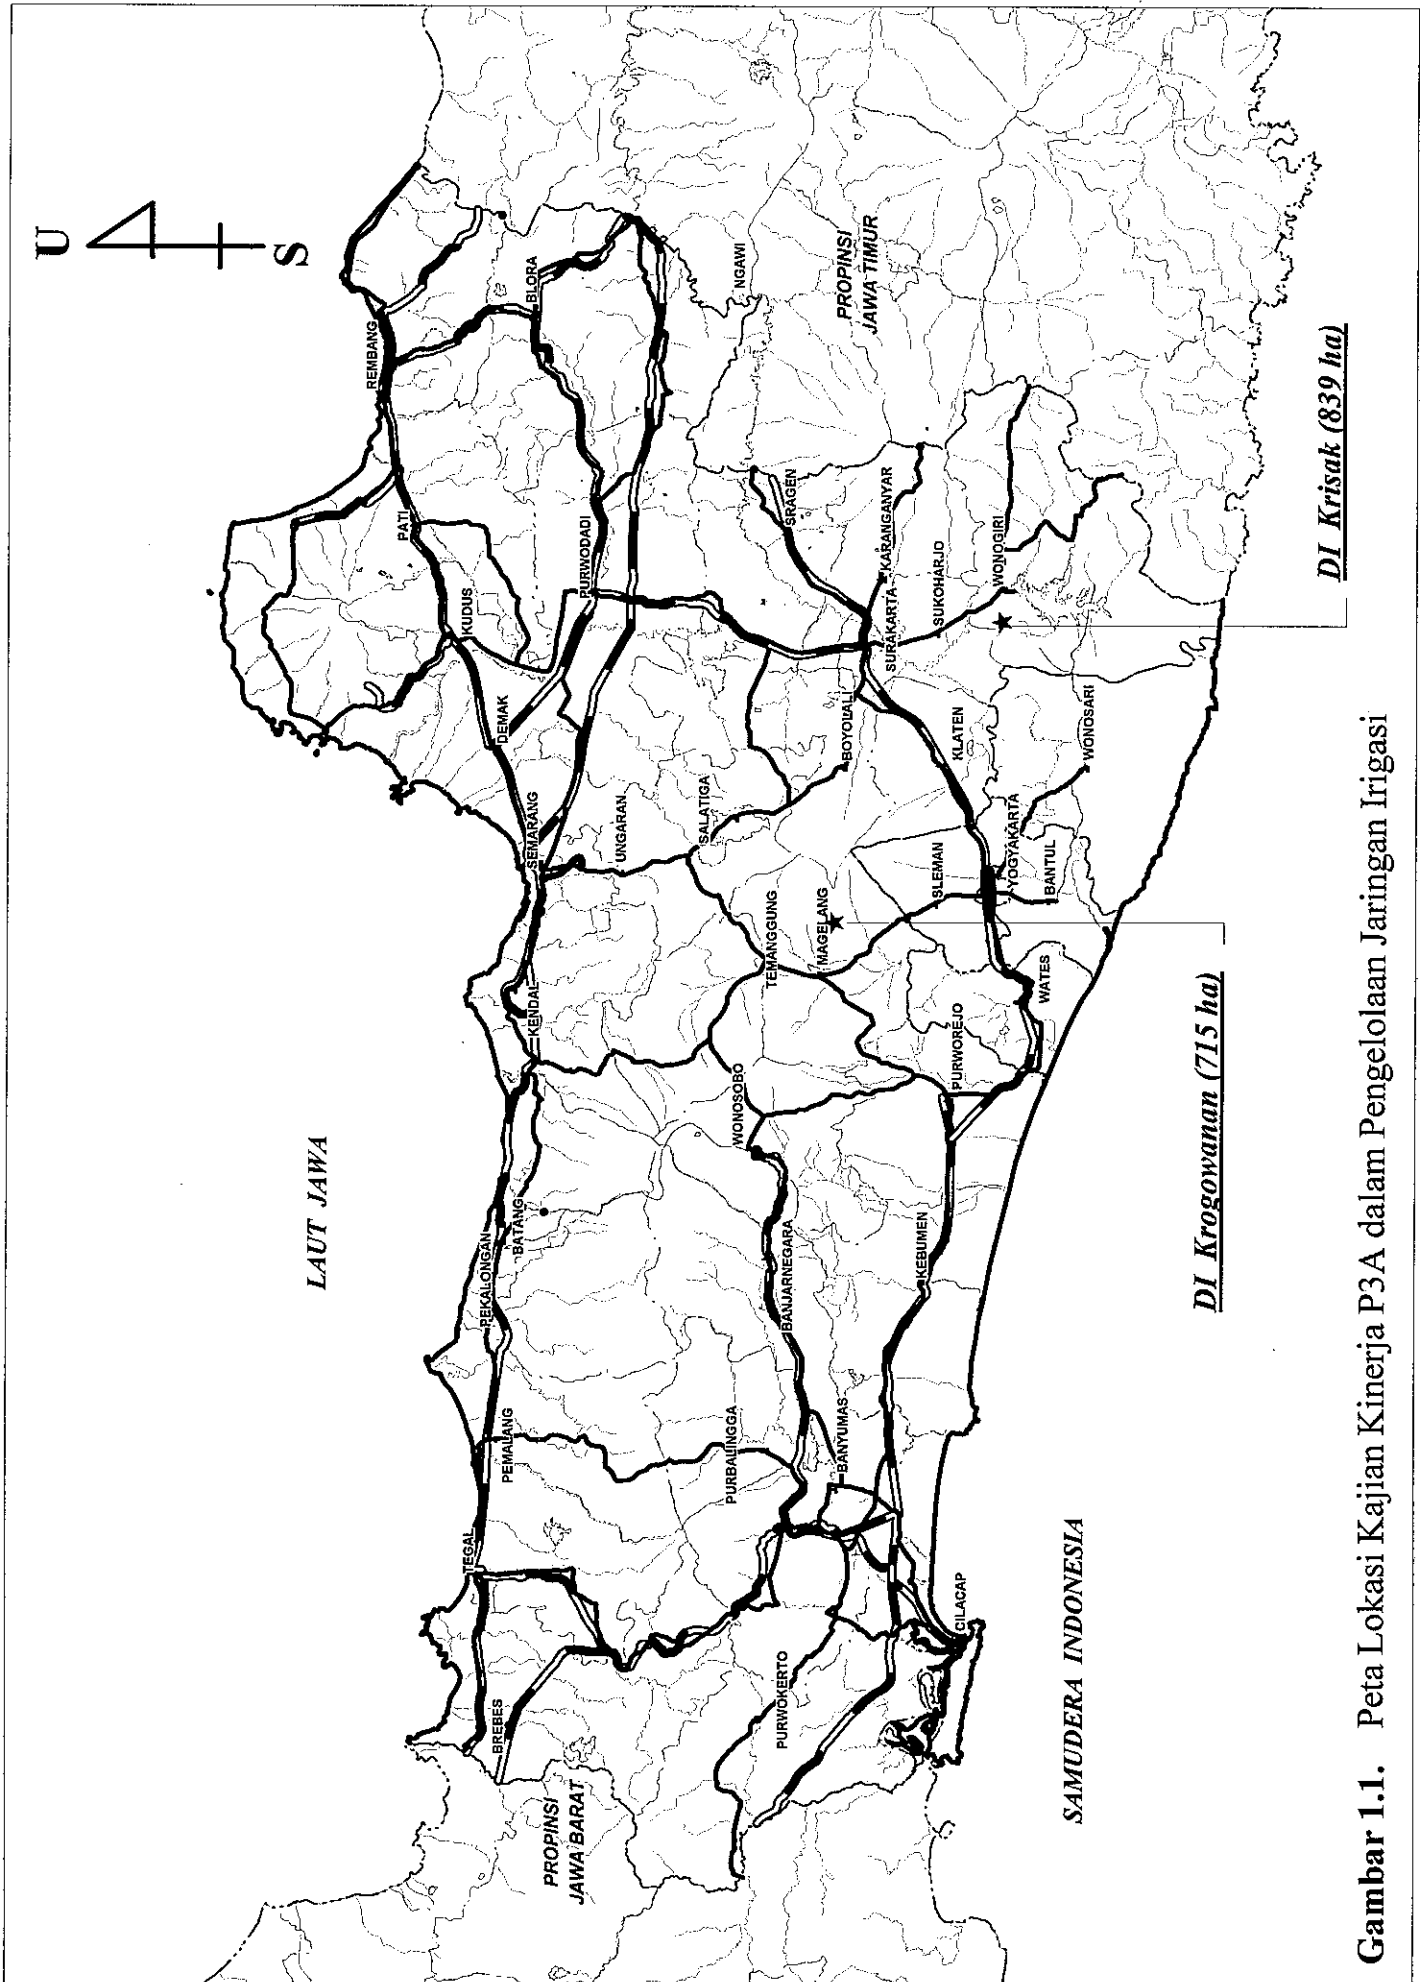 U
S
LAUT JAWA
REMBANG
PATI
KUDUS
DEMAK
SEMARANG
KENDAL
BATANG
PEKALONGAN
PEMALANG
TEGAL
BREBES
PROPINSI
JAWA BARAT
BLORA
PURWODADI
UNGARAN
SALATIGA
NGAWI
PROPINSI
JAWA TIMUR
SRAGEN
KARANGANYAR
SURAKARTA
SUKOHARJO
WONOGIRI
BOYOLALI
KLATEN
WONOSARI
YOGYAKARTA
BANTUL
SLEMAN
MAGELANG
TEMANGGUNG
WATES
PURWOREJO
WONOSOBO
BANJARNEGARA
KEBUMEN
PURBALINGGA
BANYUMAS
PURWOKERTO
CILACAP
SAMUDERA INDONESIA
DI Krogowanan (715 ha)
DI Krisak (839 ha)
Gambar 1.1. Peta Lokasi Kajian Kinerja P3A dalam Pengelolaan Jaringan Irigasi